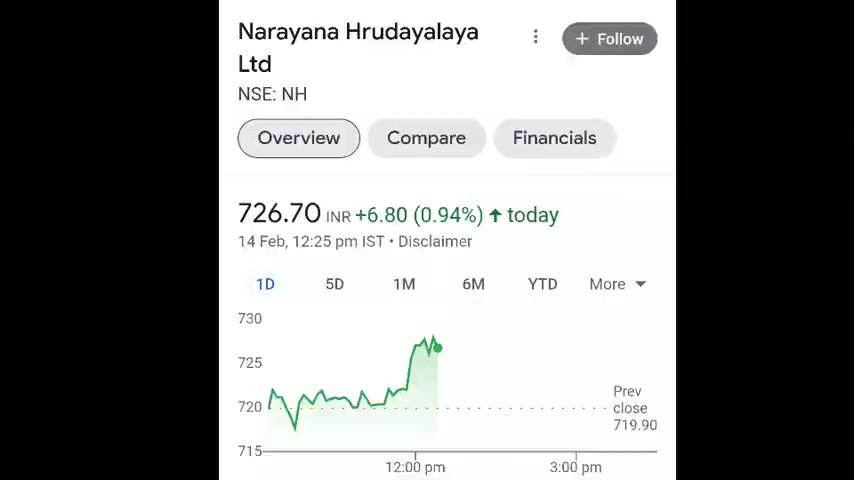 Narayana Hrudayalaya
Ltd
+ Follow
NSE: NH
Overview
Compare
Financials
726.70 INR +6.80 (0.94%) ↑ today
14 Feb, 12:25 pm IST • Disclaimer
1D 5D 1M 6M YTD More
730
725
720
715
Prev
close
719.90
12:00 pm 3:00 pm